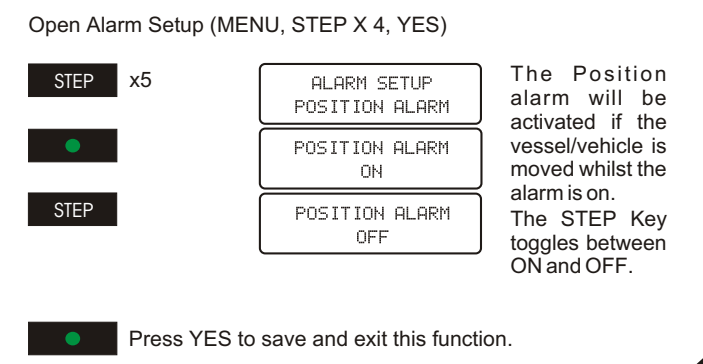 Open Alarm Setup (MENU, STEP X 4, YES)
STEP x5
ALARM SETUP
POSITION ALARM
POSITION ALARM
ON
STEP
POSITION ALARM
OFF
The Position
alarm will be
activated if the
vessel/vehicle is
moved whilst the
alarm is on.
The STEP Key
toggles between
ON and OFF.
Press YES to save and exit this function.